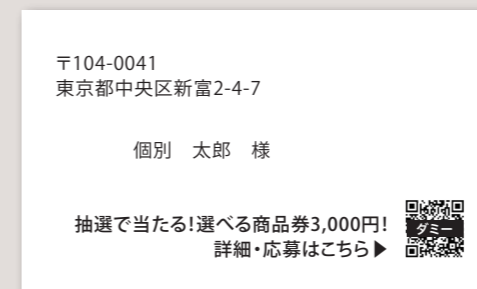 〒104-0041
東京都中央区新富2-4-7
個別　太郎　様
抽選で当たる!選べる商品券3,000円!
詳細・応募はこちら▶
ダミー